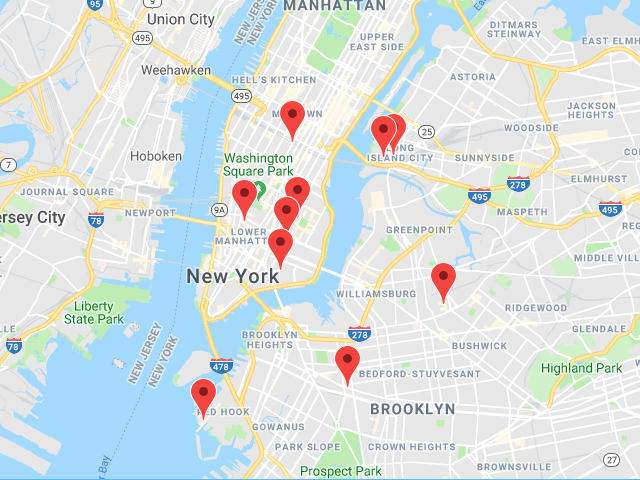 95
MANHATTAN
Union City
NEW JERSEY
NEW YORK
495
DITMARS
STEINWAY
UPPER
EAST SIDE
EAST ELM
Weehawken
HELL'S KITCHEN
ASTORIA
495
JACKSON
HEIGHTS
25
WOODSIDE
LONG
ISLAND CITY
SUNNYSIDE
Hoboken
Washington
Square Park
7
ELMHURST
JOURNAL SQUARE
278
495
495
9A
NEWPORT
MASPETH
ersey City
78
LOWER
MANHATT
GREENPOINT
MIDDLE VILL
New York
WILLIAMSBURG
Liberty
State Park
RIDGEWOOD
GLENDALE
BROOKLYN
HEIGHTS
278
78
BUSHWICK
NEW JERSEY
NEW YORK
478
BEDFORD-STUYVESANT
Highland Park
RED HOOK
BROOKLYN
GOWANUS
PARK SLOPE
CROWN HEIGHTS
27
BROWNSVILLE
Prospect Park
Bay